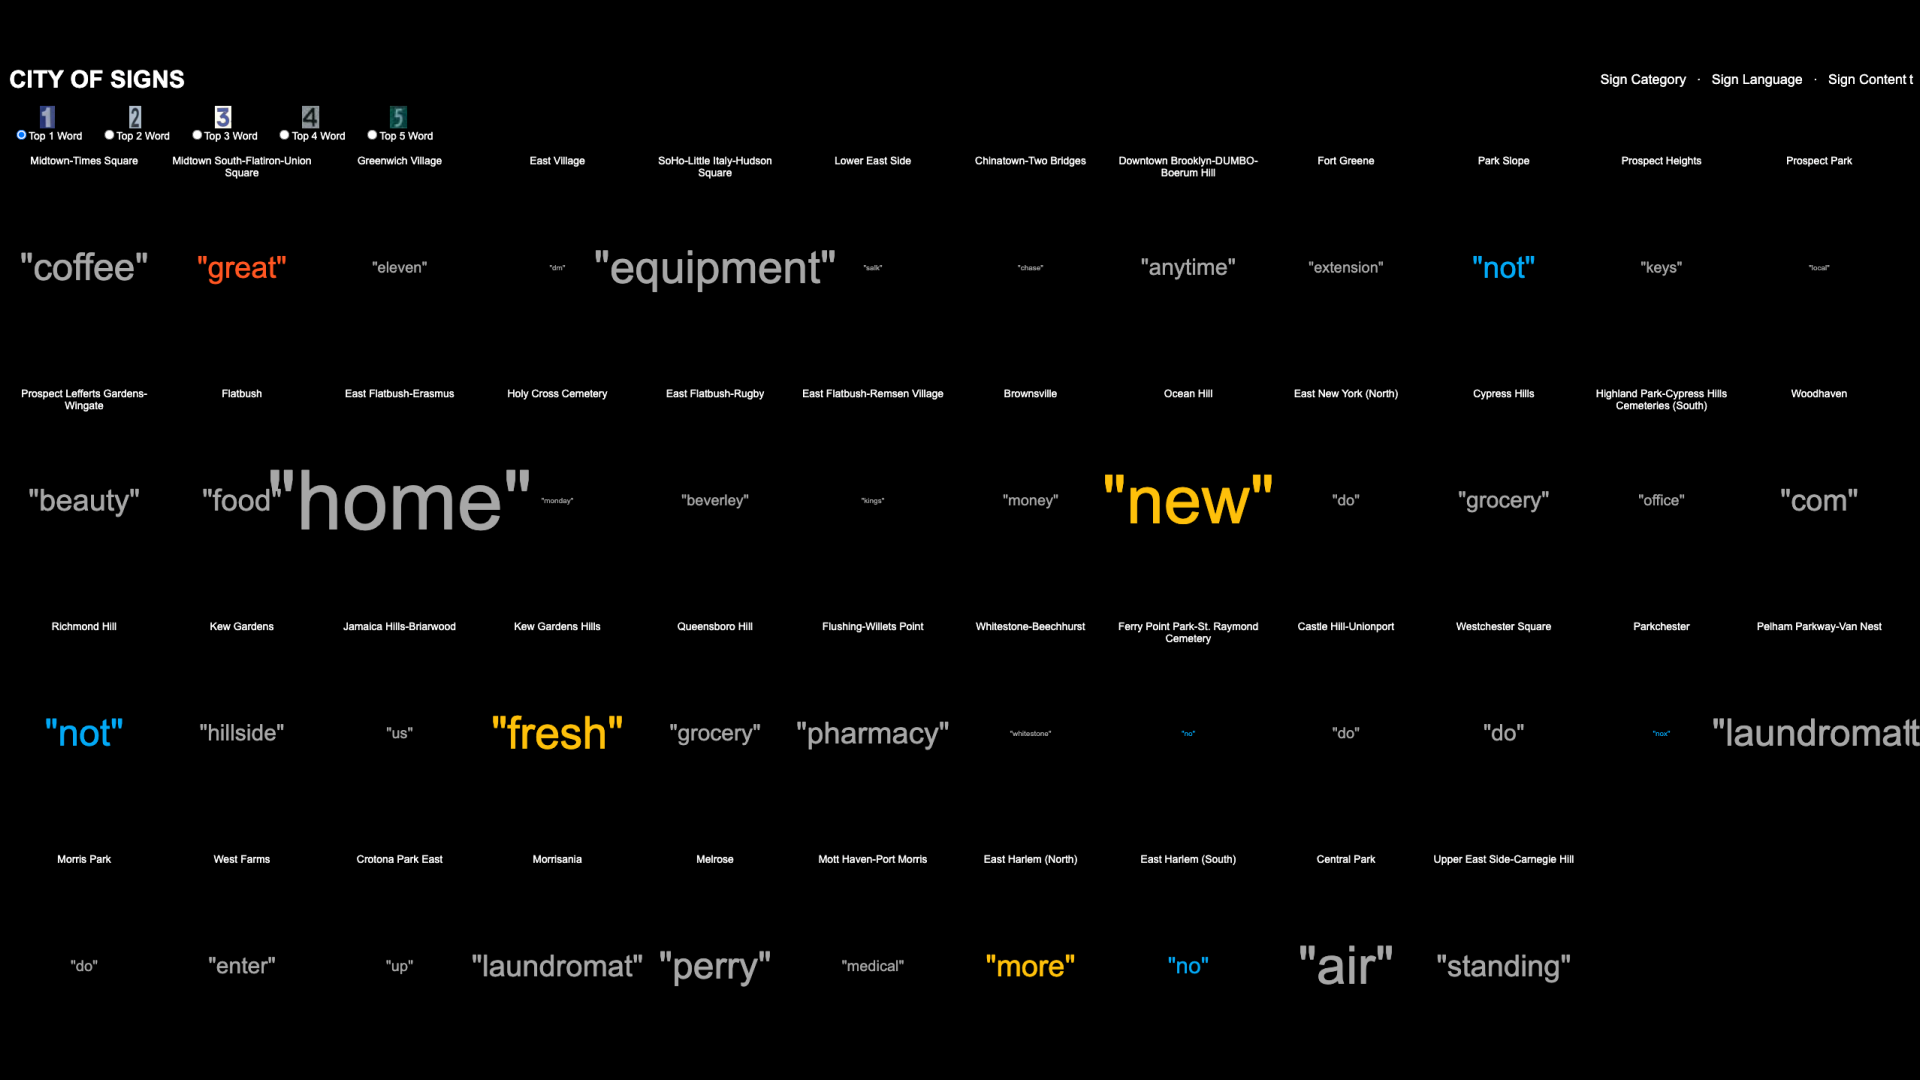 CITY OF SIGNS
Sign Category · Sign Language · Sign Content t
1 2 3 4 5
Top 1 Word Top 2 Word Top 3 Word Top 4 Word Top 5 Word
Midtown-Times Square
Midtown South-Flatiron-Union
Square
Greenwich Village
East Village
SoHo-Little Italy-Hudson
Square
Lower East Side
Chinatown-Two Bridges
Downtown Brooklyn-DUMBO-
Boerum Hill
Fort Greene
Park Slope
Prospect Heights
Prospect Park
"coffee" "great" "eleven" "dm" "equipment" "salk" "chase" "anytime" "extension" "not" "keys" "local"
Prospect Lefferts Gardens-
Wingate
Flatbush
East Flatbush-Erasmus
Holy Cross Cemetery
East Flatbush-Rugby
East Flatbush-Remsen Village
Brownsville
Ocean Hill
East New York (North)
Cypress Hills
Highland Park-Cypress Hills
Cemeteries (South)
Woodhaven
"beauty" "food" "home" "monday" "beverley" "kings" "money" "new" "do" "grocery" "office" "com"
Richmond Hill
Kew Gardens
Jamaica Hills-Briarwood
Kew Gardens Hills
Queensboro Hill
Flushing-Willets Point
Whitestone-Beechhurst
Ferry Point Park-St. Raymond
Cemetery
Castle Hill-Unionport
Westchester Square
Parkchester
Pelham Parkway-Van Nest
"not" "hillside" "us" "fresh" "grocery" "pharmacy" "whitestone" "no" "do" "do" "nox" "laundromatt
Morris Park
West Farms
Crotona Park East
Morrisania
Melrose
Mott Haven-Port Morris
East Harlem (North)
East Harlem (South)
Central Park
Upper East Side-Carnegie Hill
"do" "enter" "up" "laundromat" "perry" "medical" "more" "no" "air" "standing"